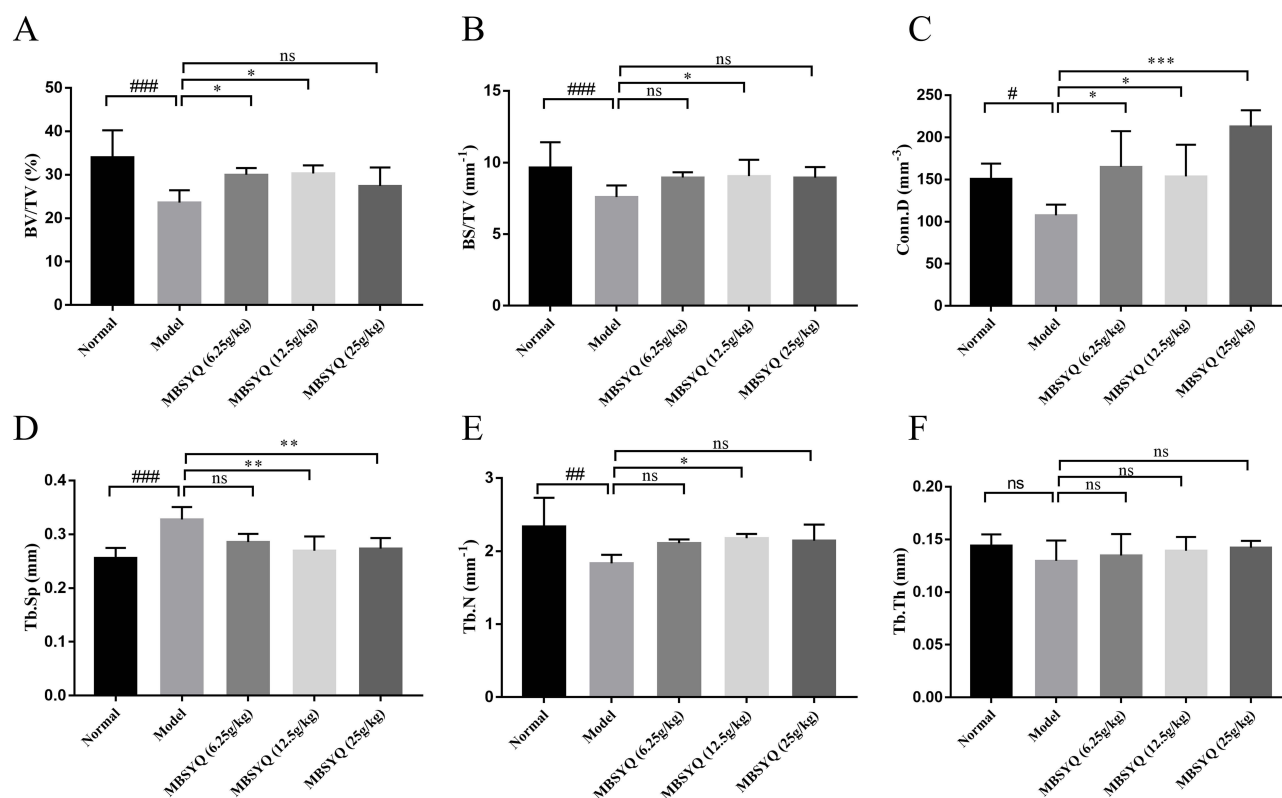 A
ns
*
###
*
BV/TV (%)
50
40
30
20
10
0
Normal
Model
MBSYQ (6.25g/kg)
MBSYQ (12.5g/kg)
MBSYQ (25g/kg)
B
ns
*
###
ns
BS/TV (mm⁻¹)
15
10
5
0
Normal
Model
MBSYQ (6.25g/kg)
MBSYQ (12.5g/kg)
MBSYQ (25g/kg)
C
***
*
#
*
Conn.D (mm⁻³)
250
200
150
100
50
0
Normal
Model
MBSYQ (6.25g/kg)
MBSYQ (12.5g/kg)
MBSYQ (25g/kg)
D
**
**
###
ns
Tb.Sp (mm)
0.4
0.3
0.2
0.1
0.0
Normal
Model
MBSYQ (6.25g/kg)
MBSYQ (12.5g/kg)
MBSYQ (25g/kg)
E
ns
*
##
ns
Tb.N (mm⁻¹)
3
2
1
0
Normal
Model
MBSYQ (6.25g/kg)
MBSYQ (12.5g/kg)
MBSYQ (25g/kg)
F
ns
ns
ns
ns
Tb.Th (mm)
0.20
0.15
0.10
0.05
0.00
Normal
Model
MBSYQ (6.25g/kg)
MBSYQ (12.5g/kg)
MBSYQ (25g/kg)